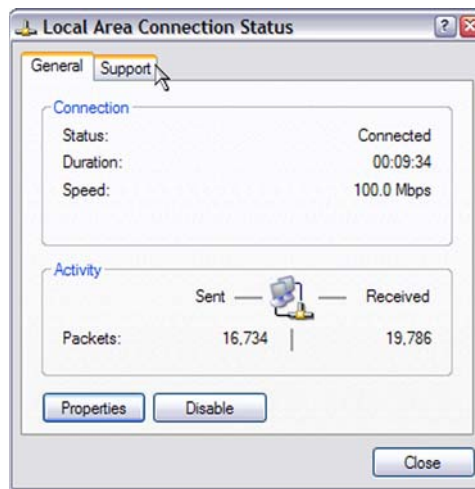 Local Area Connection Status
General Support
Connection
Status: Connected
Duration: 00:09:34
Speed: 100.0 Mbps
Activity
Sent — — Received
Packets: 16,734 | 19,786
Properties Disable
Close